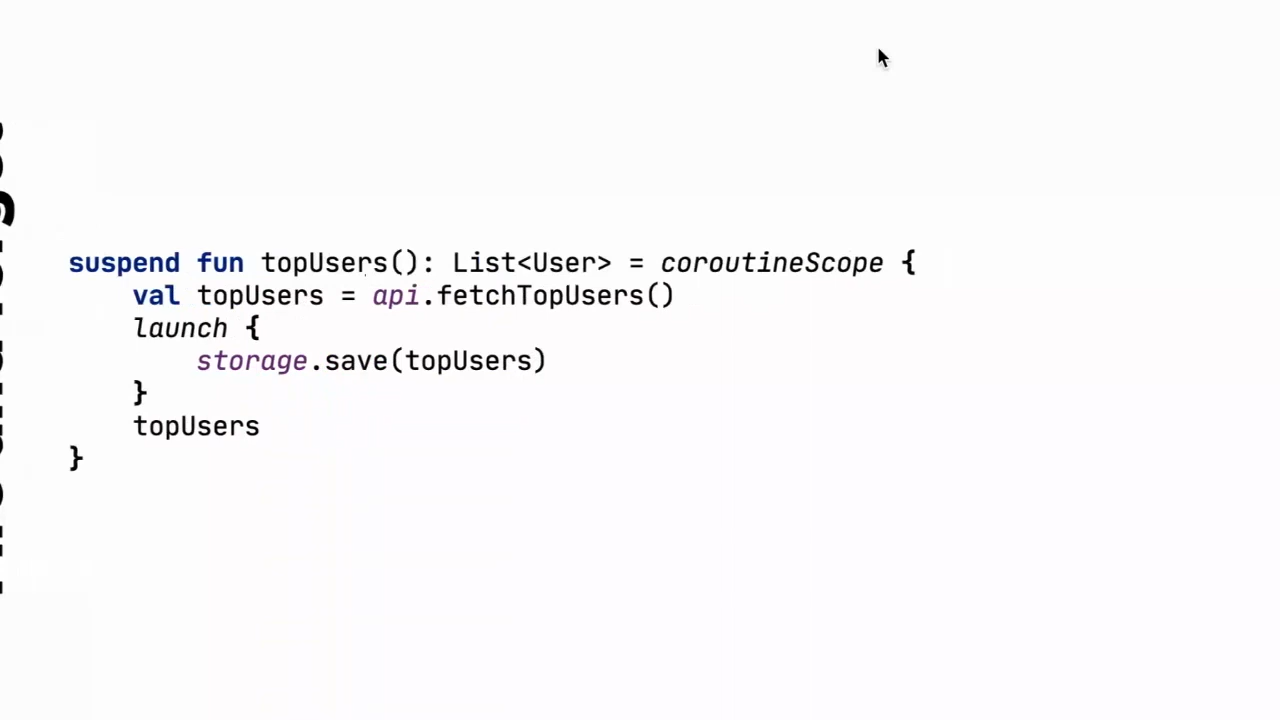 suspend fun topUsers(): List<User> = coroutineScope {
    val topUsers = api.fetchTopUsers()
    launch {
        storage.save(topUsers)
    }
    topUsers
}